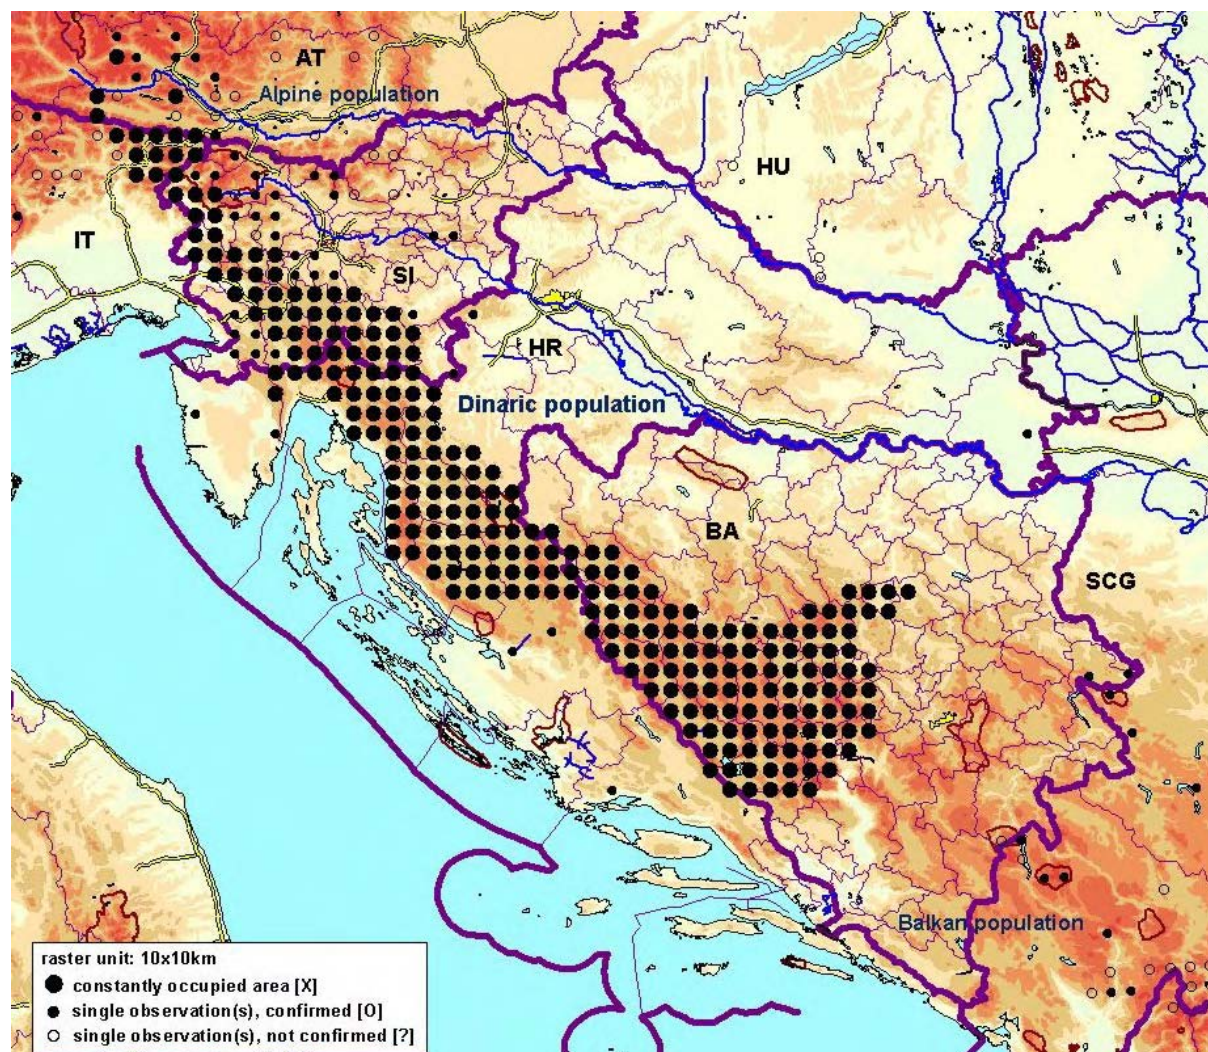 AT
Alpine population
HU
IT
SI
HR
Dinaric population
BA
SCG
Balkan population
raster unit: 10x10km
constantly occupied area [X]
single observation(s), confirmed [O]
single observation(s), not confirmed [?]